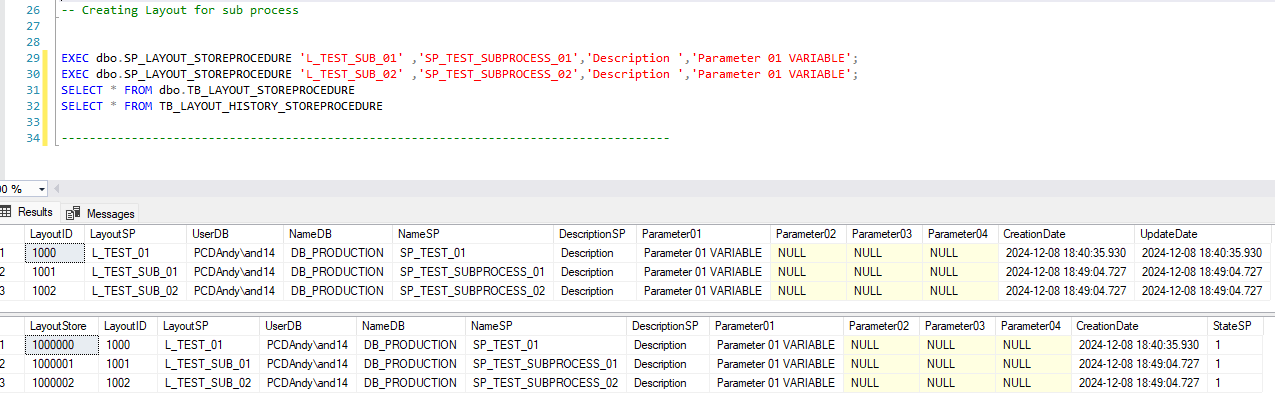 26 -- Creating Layout for sub process
27
28
29 EXEC dbo.SP_LAYOUT_STOREPROCEDURE 'L_TEST_SUB_01' ,'SP_TEST_SUBPROCESS_01','Description ','Parameter 01 VARIABLE';
30 EXEC dbo.SP_LAYOUT_STOREPROCEDURE 'L_TEST_SUB_02' ,'SP_TEST_SUBPROCESS_02','Description ','Parameter 01 VARIABLE';
31 SELECT * FROM dbo.TB_LAYOUT_STOREPROCEDURE
32 SELECT * FROM TB_LAYOUT_HISTORY_STOREPROCEDURE
33
34 ---------------------------------------------------------------------------------------
00 %
Results Messages
LayoutID LayoutSP UserDB NameDB NameSP DescriptionSP Parameter01 Parameter02 Parameter03 Parameter04 CreationDate UpdateDate
1 1000 L_TEST_01 PCDAndy\and14 DB_PRODUCTION SP_TEST_01 Description Parameter 01 VARIABLE NULL NULL NULL 2024-12-08 18:40:35.930 2024-12-08 18:40:35.930
2 1001 L_TEST_SUB_01 PCDAndy\and14 DB_PRODUCTION SP_TEST_SUBPROCESS_01 Description Parameter 01 VARIABLE NULL NULL NULL 2024-12-08 18:49:04.727 2024-12-08 18:49:04.727
3 1002 L_TEST_SUB_02 PCDAndy\and14 DB_PRODUCTION SP_TEST_SUBPROCESS_02 Description Parameter 01 VARIABLE NULL NULL NULL 2024-12-08 18:49:04.727 2024-12-08 18:49:04.727
LayoutStore LayoutID LayoutSP UserDB NameDB NameSP DescriptionSP Parameter01 Parameter02 Parameter03 Parameter04 CreationDate StateSP
1 1000000 1000 L_TEST_01 PCDAndy\and14 DB_PRODUCTION SP_TEST_01 Description Parameter 01 VARIABLE NULL NULL NULL 2024-12-08 18:40:35.930 1
2 1000001 1001 L_TEST_SUB_01 PCDAndy\and14 DB_PRODUCTION SP_TEST_SUBPROCESS_01 Description Parameter 01 VARIABLE NULL NULL NULL 2024-12-08 18:49:04.727 1
3 1000002 1002 L_TEST_SUB_02 PCDAndy\and14 DB_PRODUCTION SP_TEST_SUBPROCESS_02 Description Parameter 01 VARIABLE NULL NULL NULL 2024-12-08 18:49:04.727 1